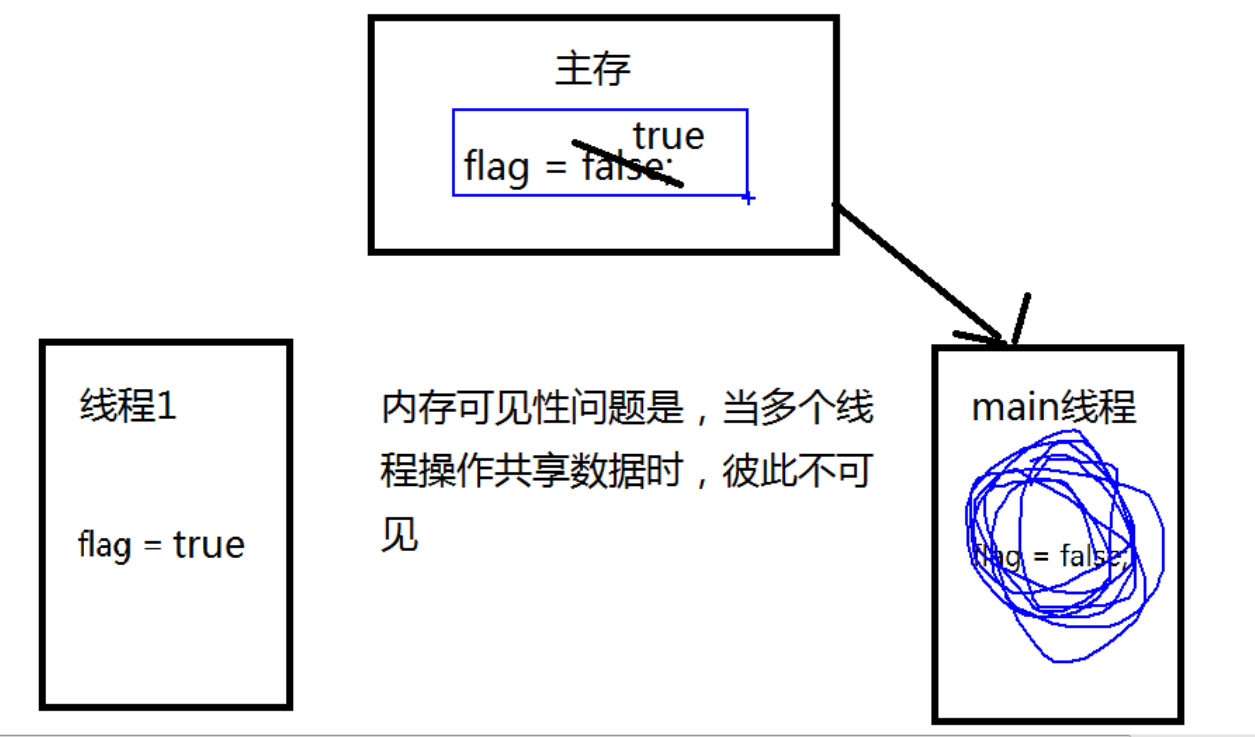 主存
true
flag = false;
线程1
flag = true
内存可见性问题是，当多个线
程操作共享数据时，彼此不可
见
main线程
flag = false;